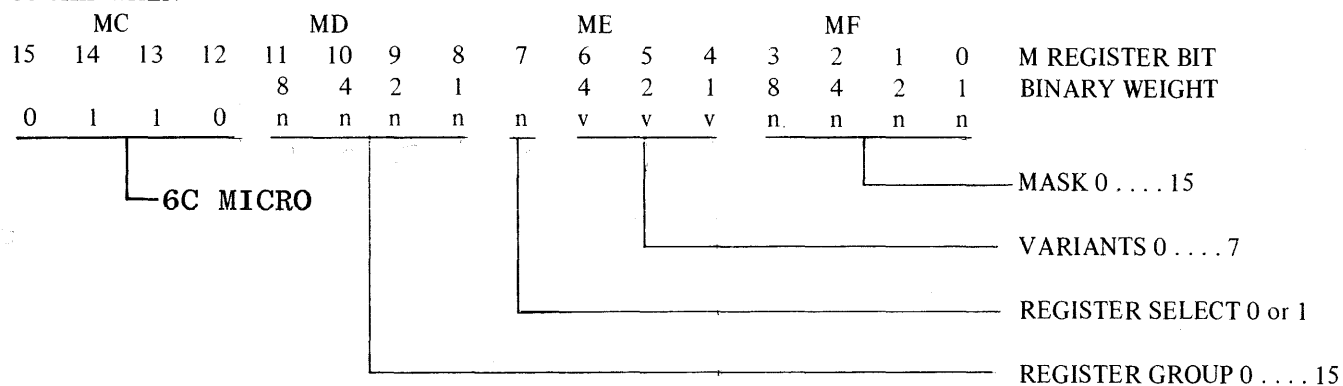 MC MD ME MF
15 14 13 12 11 10 9 8 7 6 5 4 3 2 1 0 M REGISTER BIT
8 4 2 1 4 2 1 8 4 2 1 BINARY WEIGHT
0 1 1 0 n n n n n v v v n n n n
MASK 0 . . . . 15
6C MICRO
VARIANTS 0 . . . . 7
REGISTER SELECT 0 or 1
REGISTER GROUP 0 . . . . 15